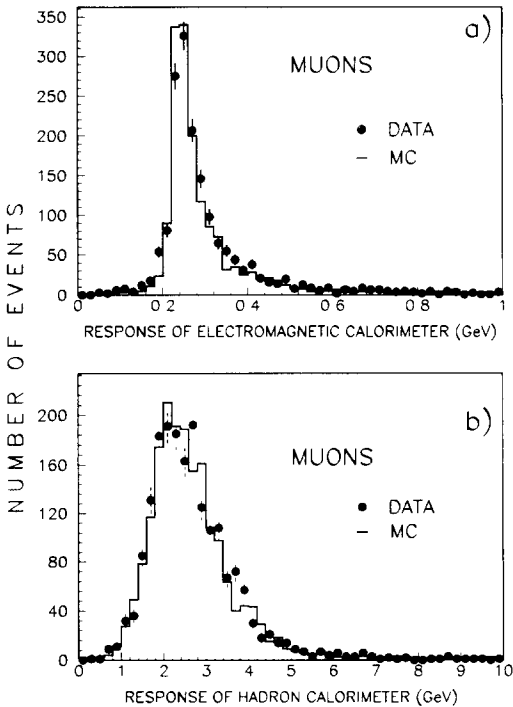 350
a)
300
MUONS
250
200
● DATA
— MC
150
100
50
0
0 0.2 0.4 0.6 0.8 1
RESPONSE OF ELECTROMAGNETIC CALORIMETER (GeV)
NUMBER OF EVENTS
b)
200
MUONS
160
● DATA
120
— MC
80
40
0
0 1 2 3 4 5 6 7 8 9 10
RESPONSE OF HADRON CALORIMETER (GeV)